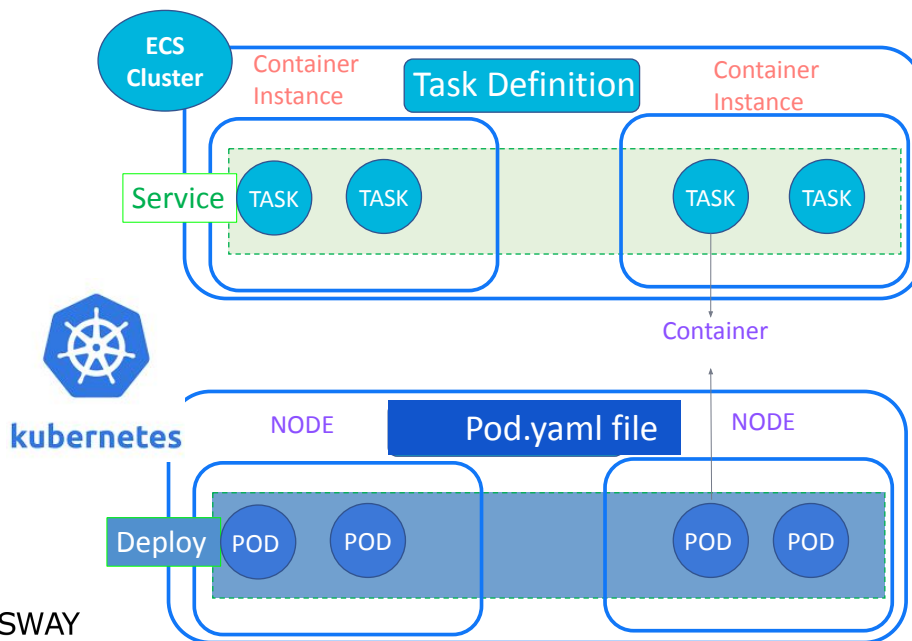 ECS
Cluster
Container
Instance
Task Definition
Container
Instance
Service
TASK
TASK
TASK
TASK
Container
kubernetes
NODE
Pod.yaml file
NODE
Deploy
POD
POD
POD
POD
SWAY